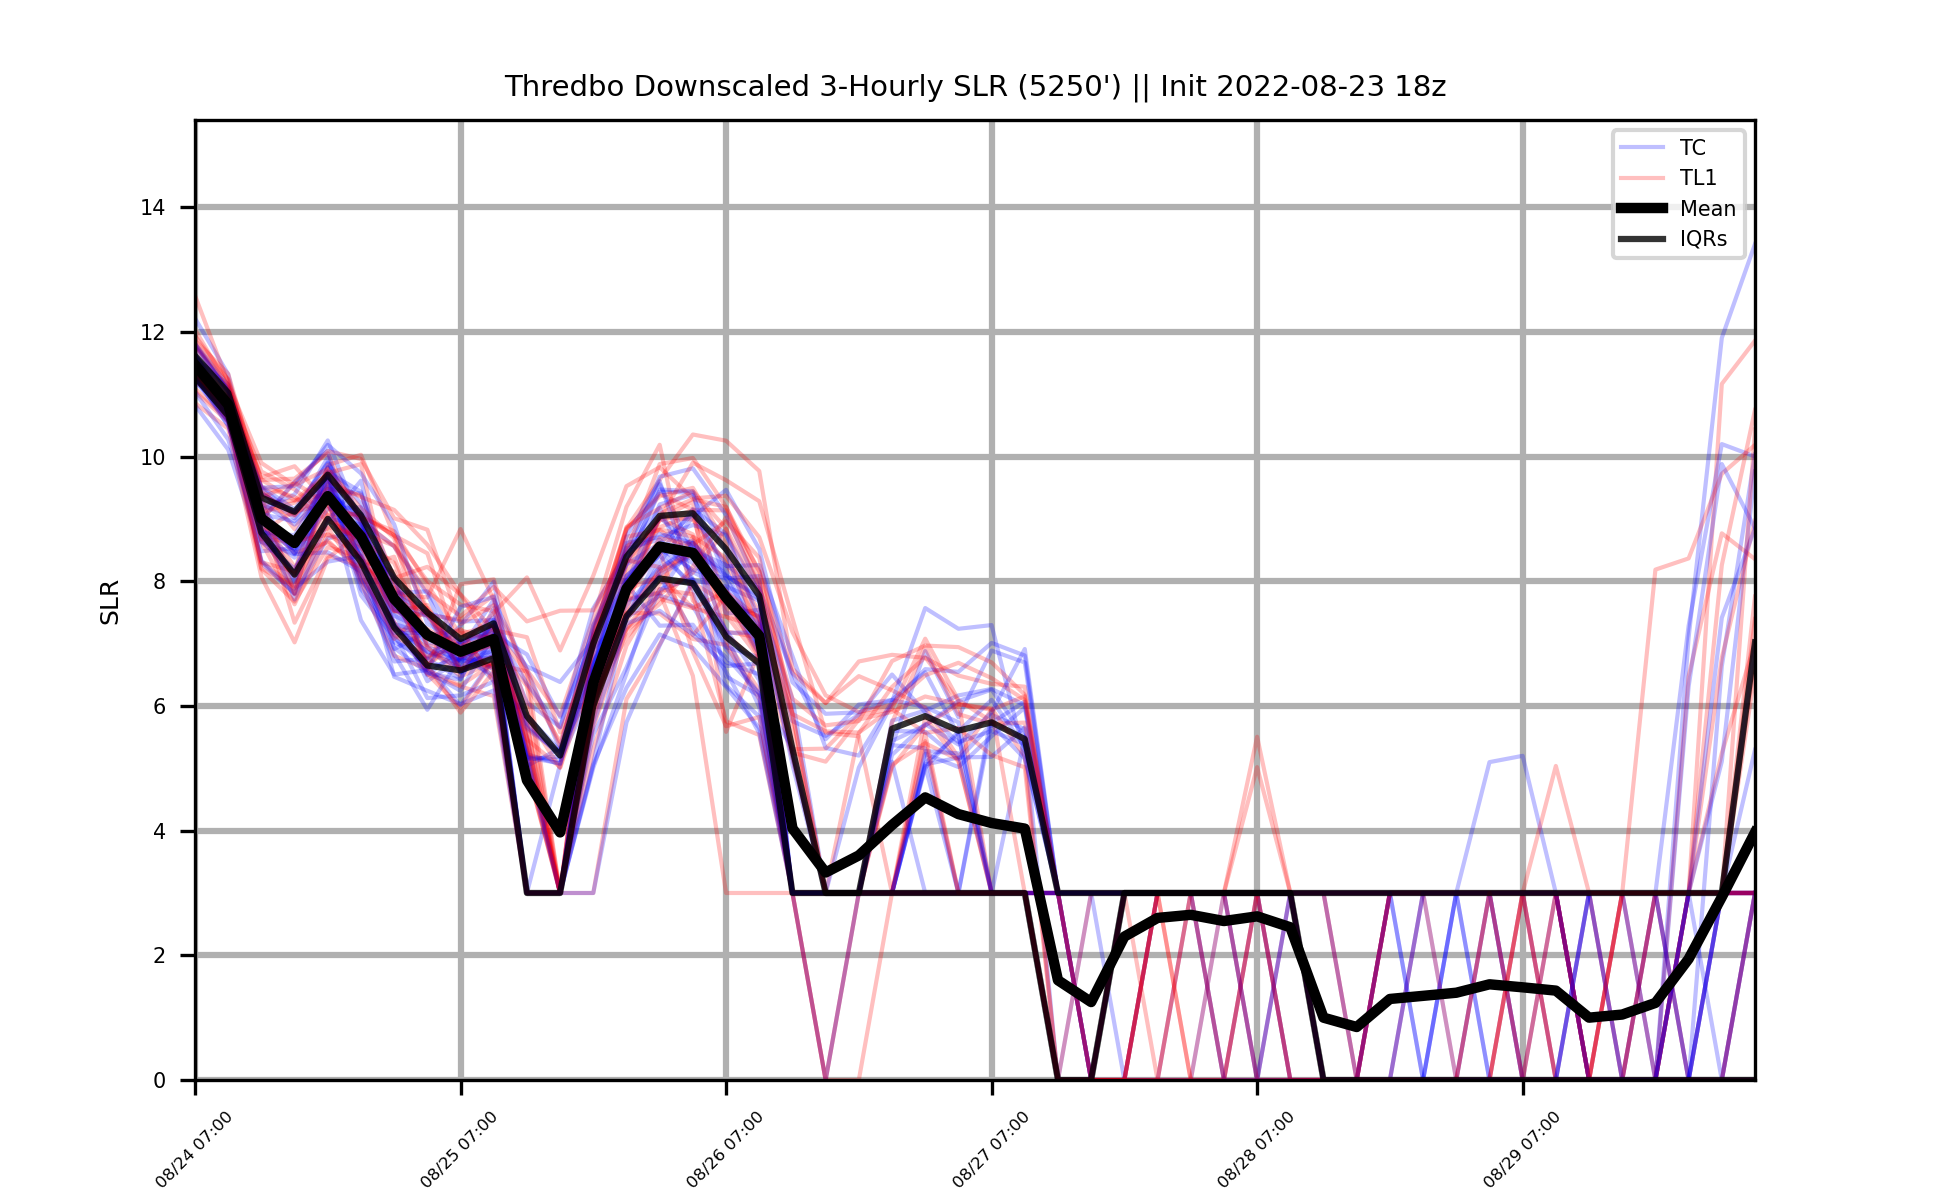 Thredbo Downscaled 3-Hourly SLR (5250') || Init 2022-08-23 18z
TC
TL1
Mean
IQRs
SLR
14
12
10
8
6
4
2
0
08/24 07:00
08/25 07:00
08/26 07:00
08/27 07:00
08/28 07:00
08/29 07:00